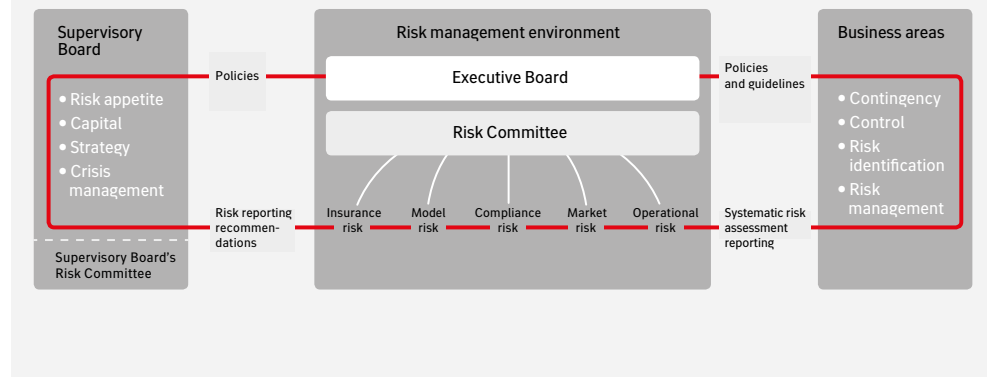 Supervisory
Board
• Risk appetite
• Capital
• Strategy
• Crisis
management
Supervisory Board's
Risk Committee
Policies
Risk reporting
recommen-
dations
Risk management environment
Executive Board
Risk Committee
Insurance
risk
Model
risk
Compliance
risk
Market
risk
Operational
risk
Policies
and guidelines
Systematic risk
assessment
reporting
Business areas
• Contingency
• Control
• Risk
identification
• Risk
management